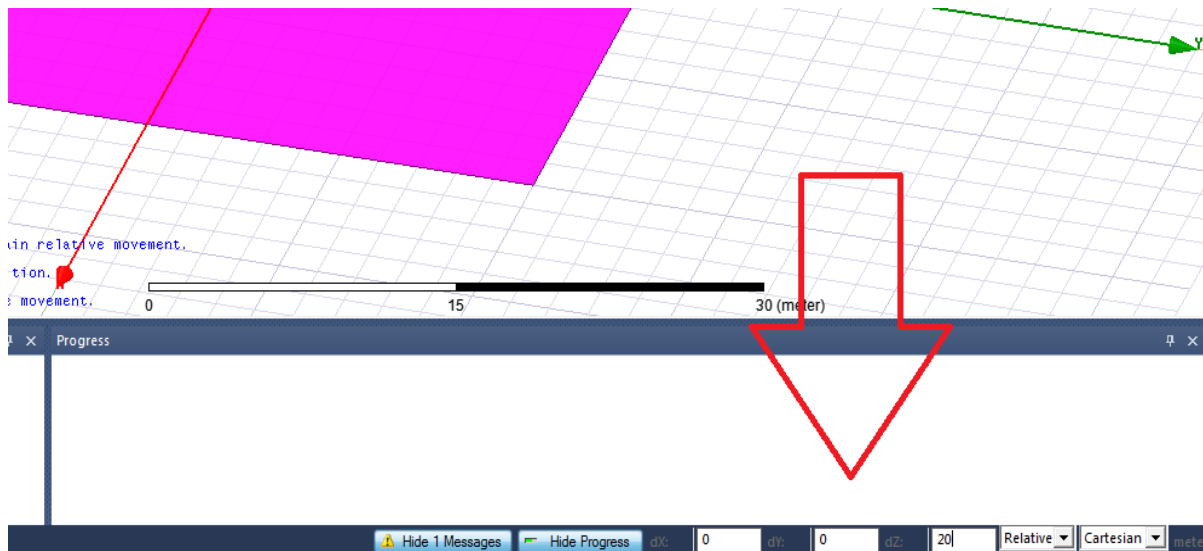 Y
ain relative movement.
tion.
e movement.
0 15 30 (meter)
Progress
Hide 1 Messages Hide Progress dX: 0 dY: 0 dZ: 20 Relative Cartesian mete